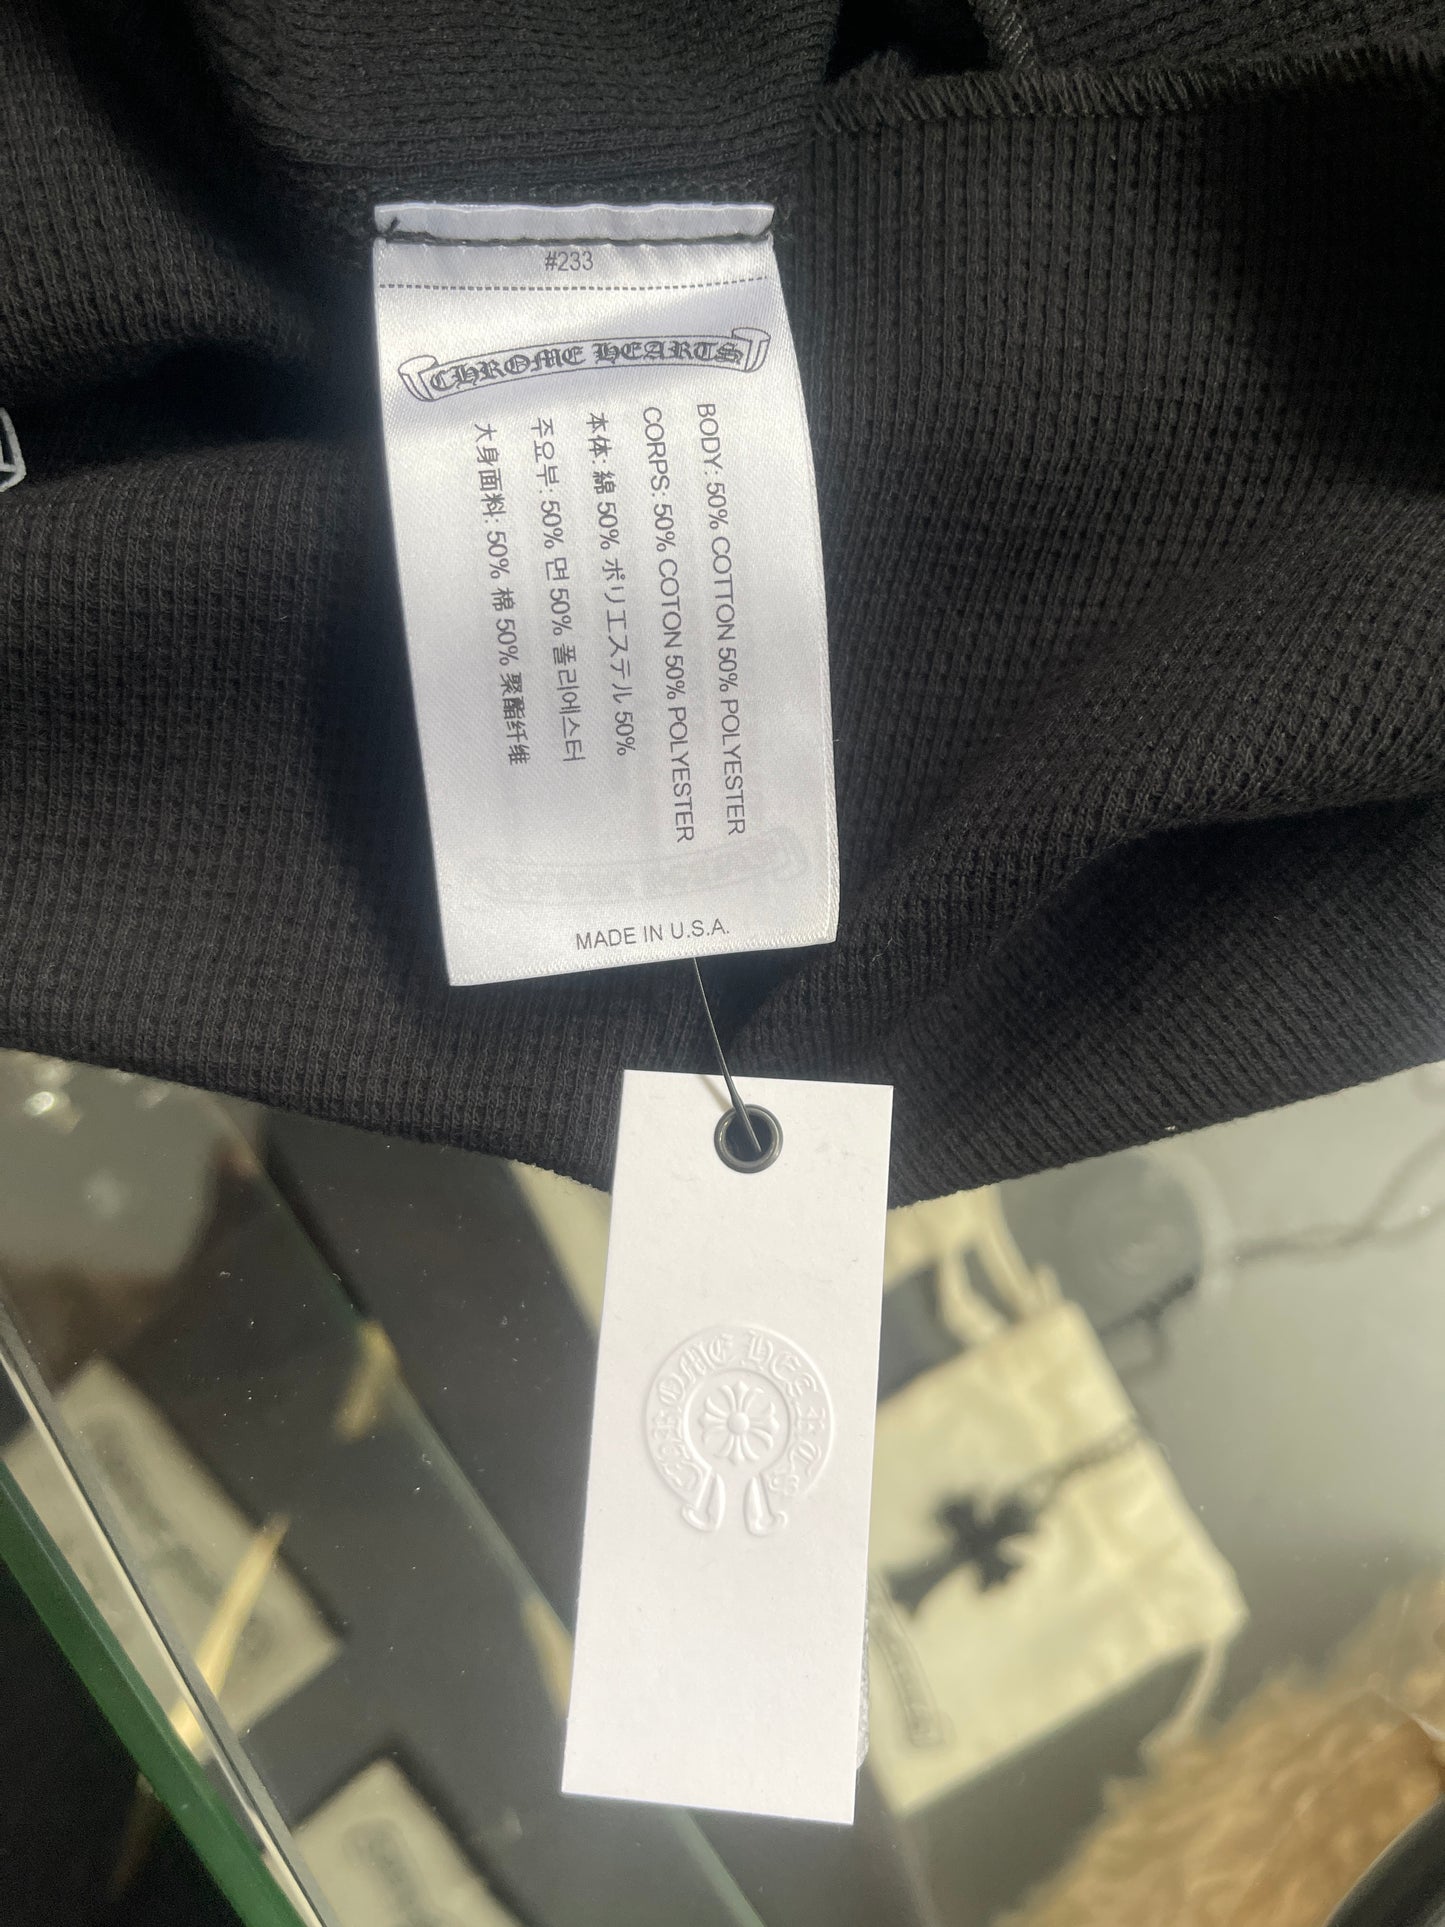 #233
CHROME HEARTS
BODY: 50% COTTON 50% POLYESTER
CORPS: 50% COTON 50% POLYESTER
本体: 綿 50% ポリエステル 50%
주요부: 50% 면 50% 폴리에스터
大身面料: 50% 棉 50% 聚酯纤维
MADE IN U.S.A.
CHROME HEARTS